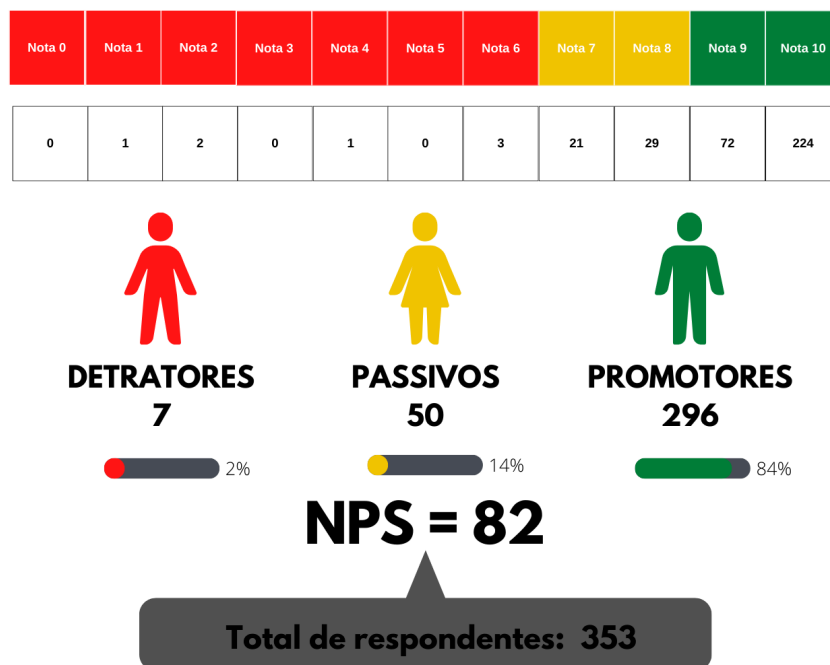 Nota 0 Nota 1 Nota 2 Nota 3 Nota 4 Nota 5 Nota 6 Nota 7 Nota 8 Nota 9 Nota 10
0 1 2 0 1 0 3 21 29 72 224
DETRATORES PASSIVOS PROMOTORES
7 50 296
2% 14% 84%
NPS = 82
Total de respondentes: 353